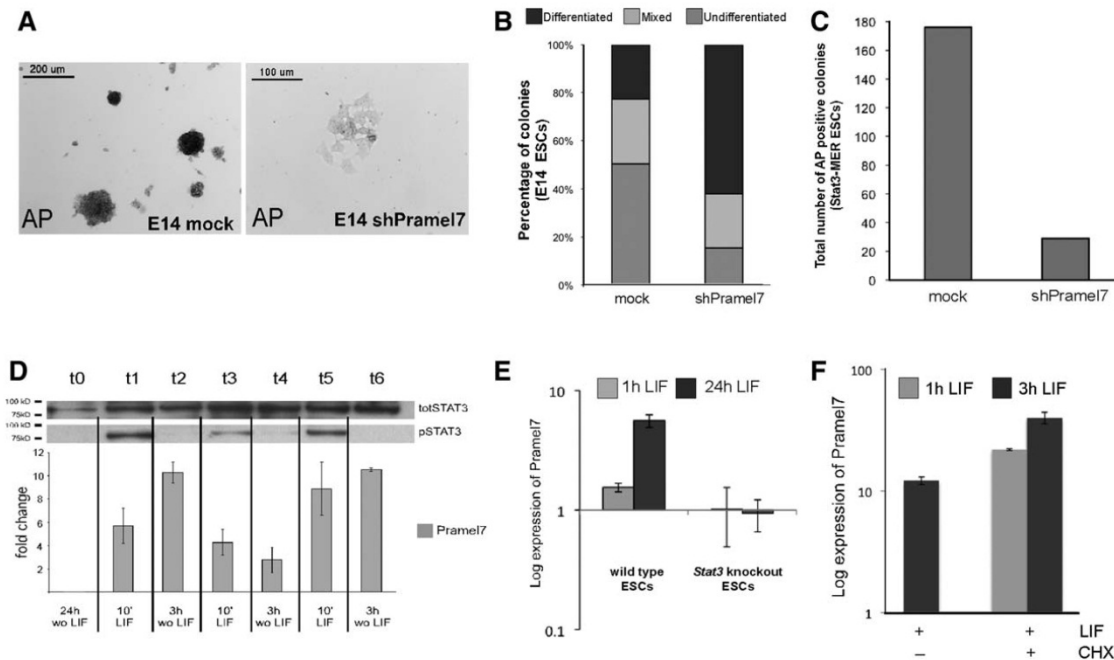 A
200 um
AP
E14 mock
100 um
AP
E14 shPramel7
B
Differentiated
Mixed
Undifferentiated
Percentage of colonies
(E14 ESCs)
100%
80%
60%
40%
20%
0%
mock
shPramel7
C
Total number of AP positive colonies
(Stat3-MER ESCs)
180
160
140
120
100
80
60
40
20
0
mock
shPramel7
D
t0 t1 t2 t3 t4 t5 t6
100 kD
75kD
totSTAT3
100 kD
75kD
pSTAT3
fold change
12
10
8
6
4
2
Pramel7
24h wo LIF
10' LIF
3h wo LIF
10' LIF
3h wo LIF
10' LIF
3h wo LIF
E
1h LIF
24h LIF
Log expression of Pramel7
10
1
0.1
wild type
ESCs
Stat3 knockout
ESCs
F
1h LIF
3h LIF
Log expression of Pramel7
100
10
1
+ + LIF
– + CHX